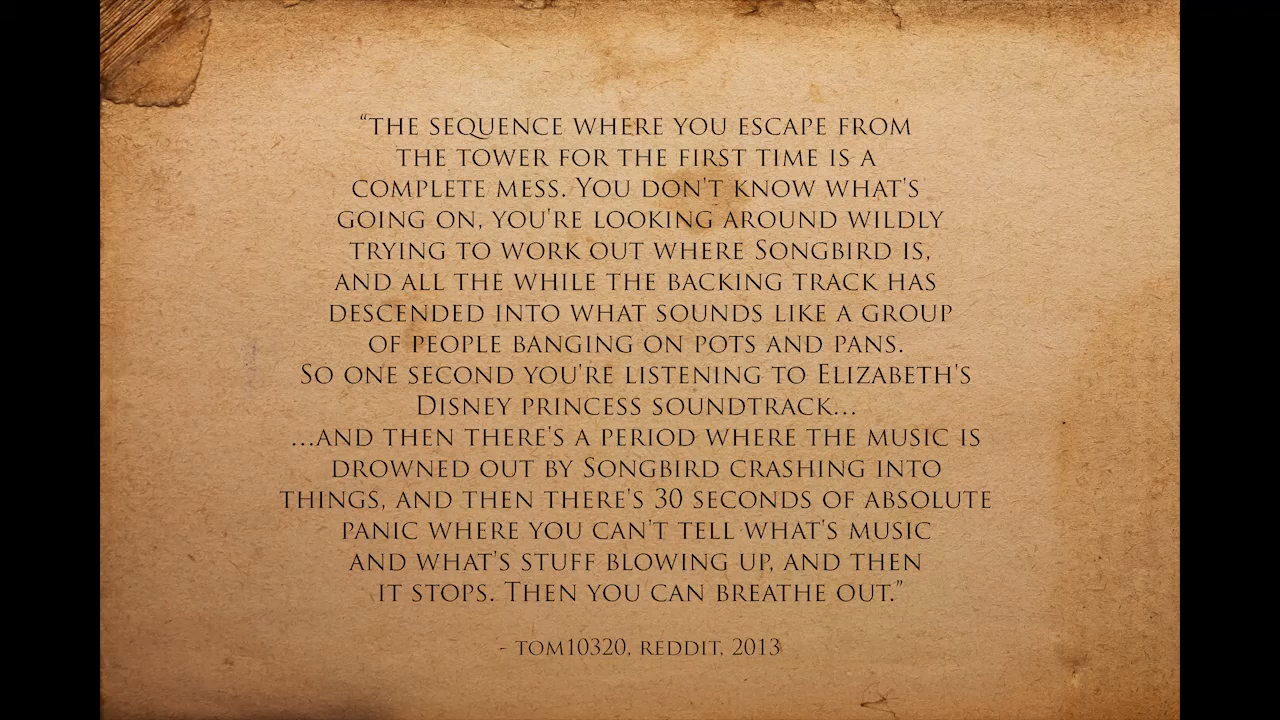 “THE SEQUENCE WHERE YOU ESCAPE FROM
THE TOWER FOR THE FIRST TIME IS A
COMPLETE MESS. YOU DON'T KNOW WHAT'S
GOING ON, YOU'RE LOOKING AROUND WILDLY
TRYING TO WORK OUT WHERE SONGBIRD IS,
AND ALL THE WHILE THE BACKING TRACK HAS
DESCENDED INTO WHAT SOUNDS LIKE A GROUP
OF PEOPLE BANGING ON POTS AND PANS.
SO ONE SECOND YOU'RE LISTENING TO ELIZABETH'S
DISNEY PRINCESS SOUNDTRACK...
...AND THEN THERE'S A PERIOD WHERE THE MUSIC IS
DROWNED OUT BY SONGBIRD CRASHING INTO
THINGS, AND THEN THERE'S 30 SECONDS OF ABSOLUTE
PANIC WHERE YOU CAN'T TELL WHAT'S MUSIC
AND WHAT'S STUFF BLOWING UP, AND THEN
IT STOPS. THEN YOU CAN BREATHE OUT.”
- TOM10320, REDDIT, 2013